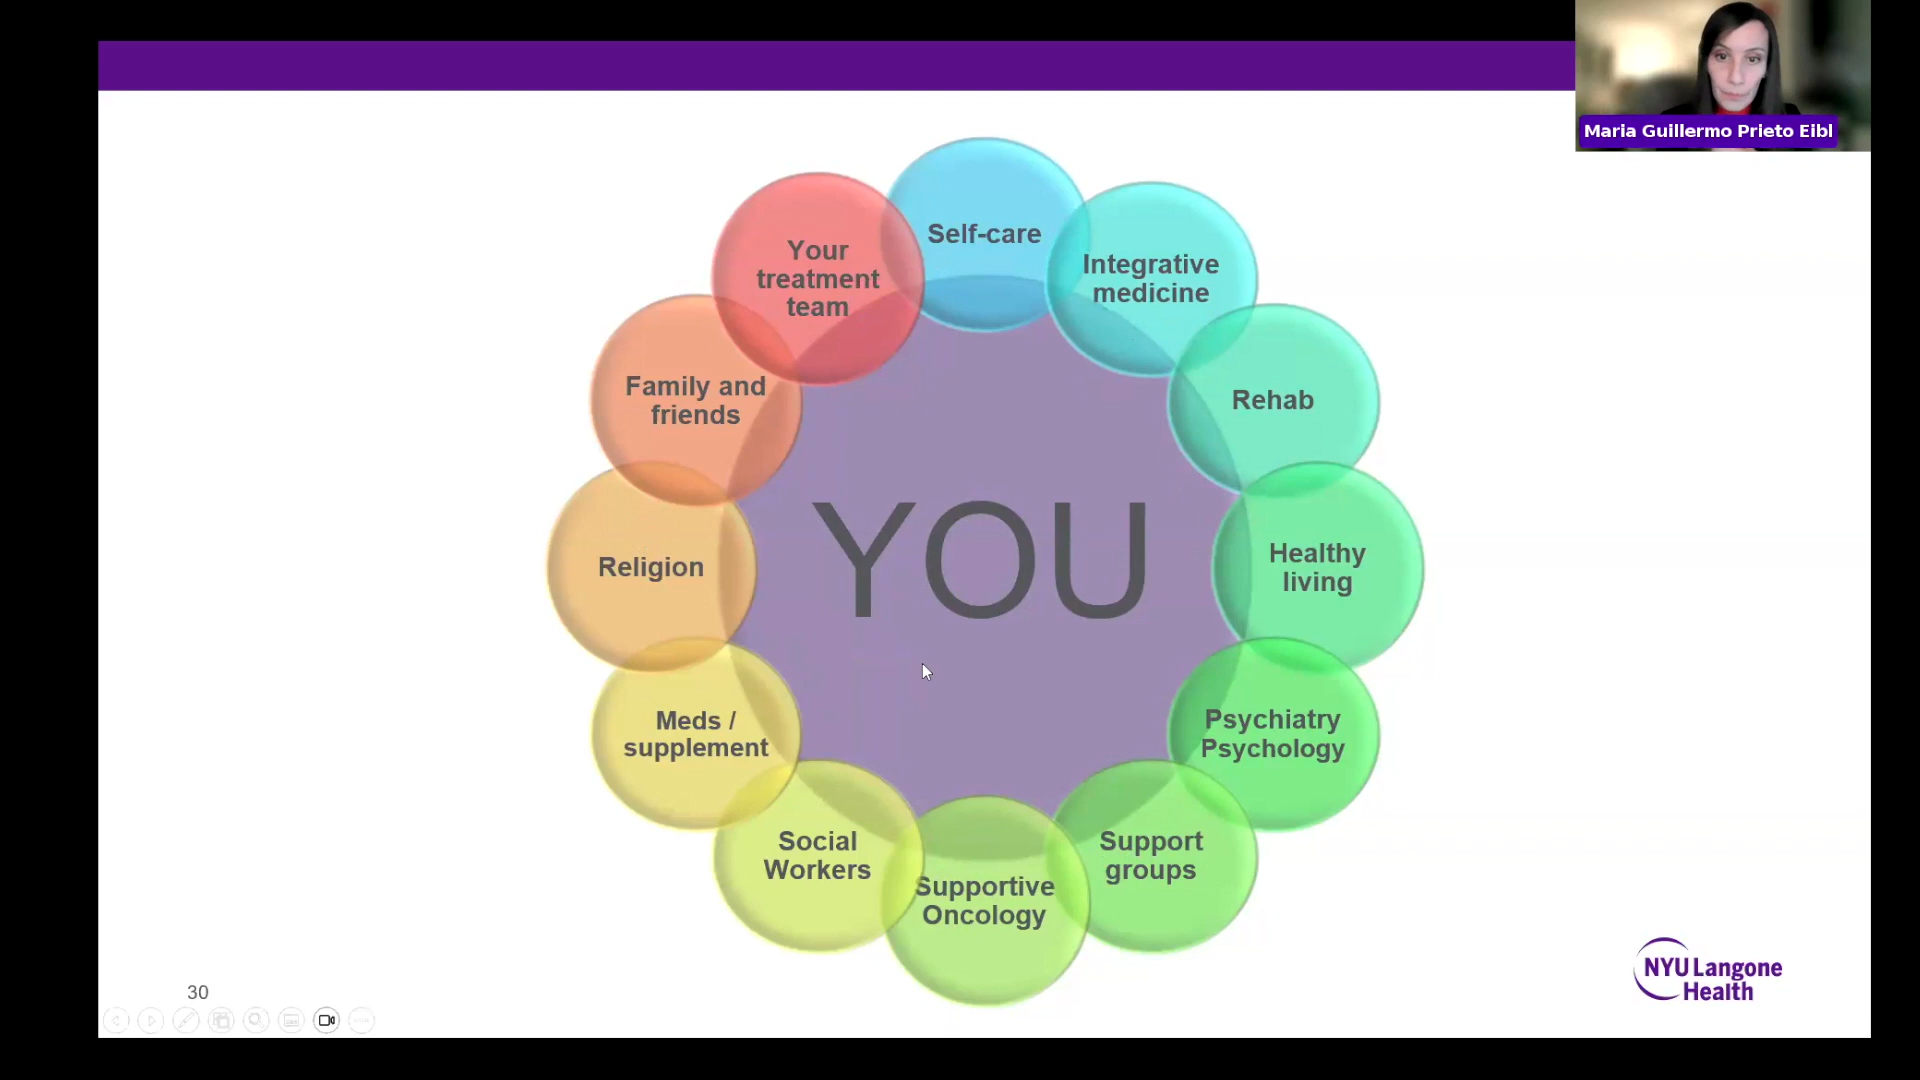 Maria Guillermo Prieto Eibl
Self-care
Integrative
medicine
Rehab
Healthy
living
Psychiatry
Psychology
Support
groups
Supportive
Oncology
Social
Workers
Meds /
supplement
Religion
Family and
friends
Your
treatment
team
YOU
30
NYU Langone
Health